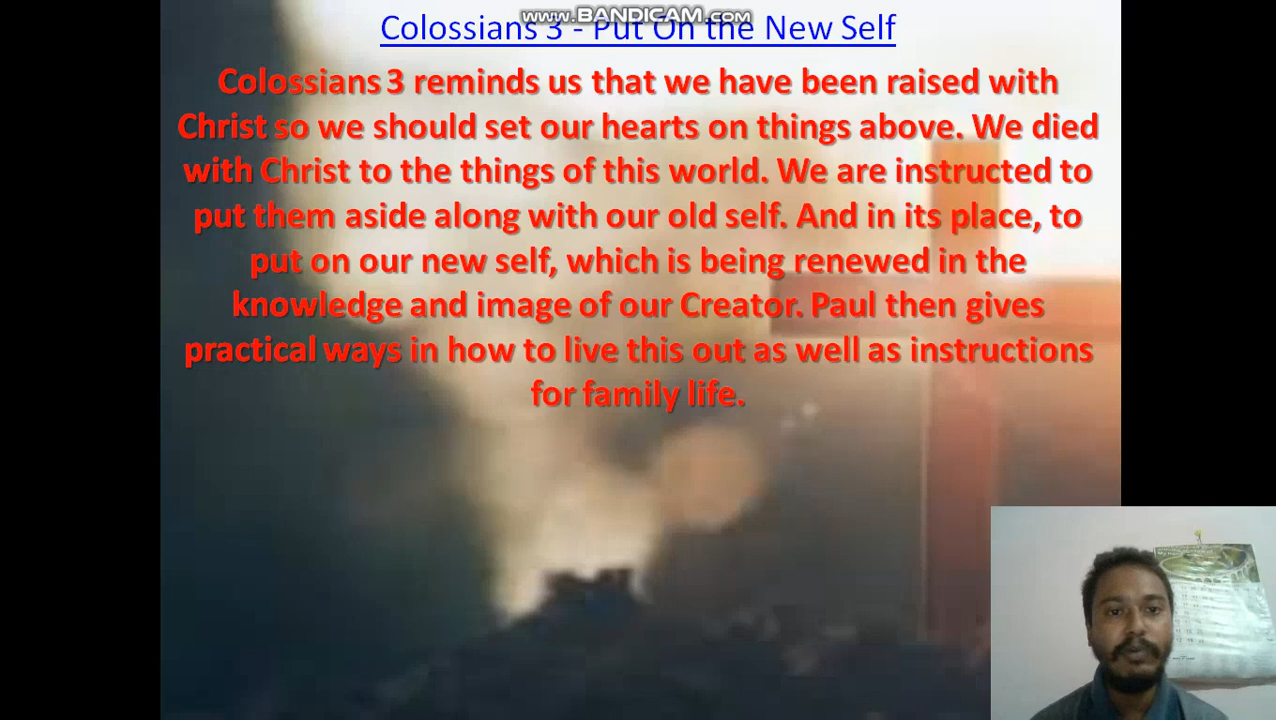 www.BANDICAM.com
Colossians 3 - Put On the New Self
Colossians 3 reminds us that we have been raised with
Christ so we should set our hearts on things above. We died
with Christ to the things of this world. We are instructed to
put them aside along with our old self. And in its place, to
put on our new self, which is being renewed in the
knowledge and image of our Creator. Paul then gives
practical ways in how to live this out as well as instructions
for family life.